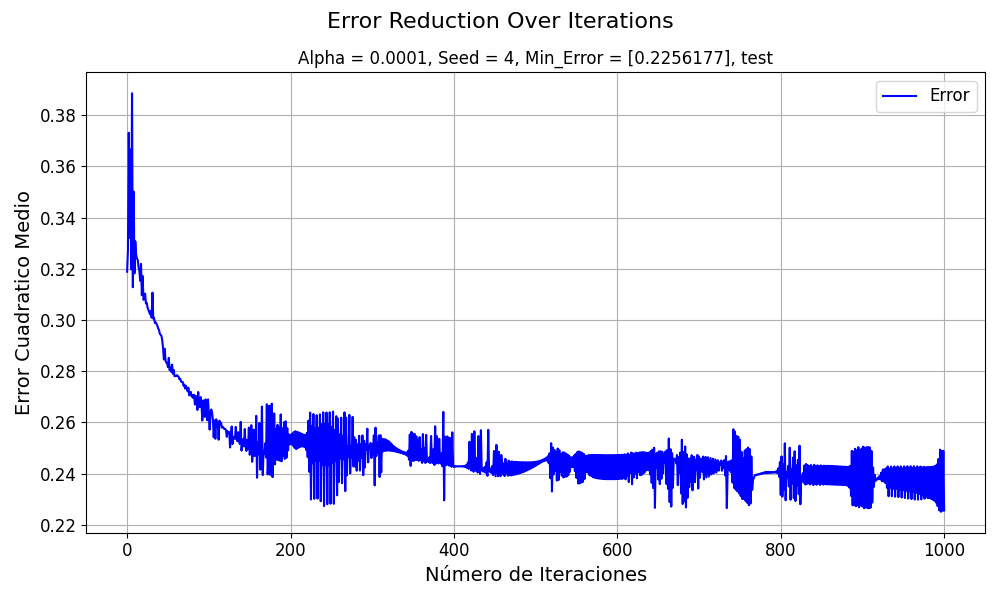 Error Reduction Over Iterations
Alpha = 0.0001, Seed = 4, Min_Error = [0.2256177], test
Error
Error Cuadratico Medio
0.38
0.36
0.34
0.32
0.30
0.28
0.26
0.24
0.22
0 200 400 600 800 1000
Número de Iteraciones